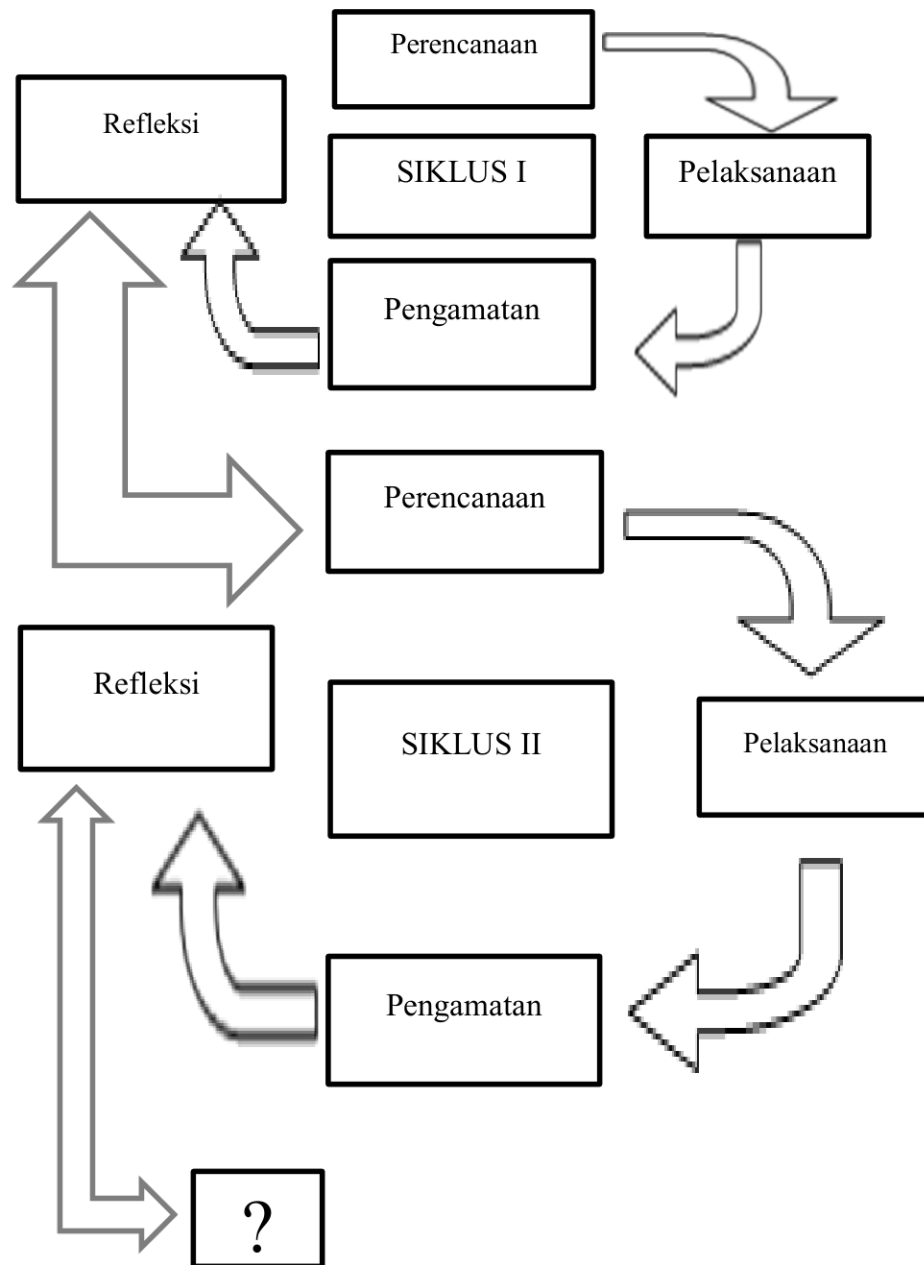 Perencanaan
Refleksi
SIKLUS I
Pelaksanaan
Pengamatan
Perencanaan
Refleksi
SIKLUS II
Pelaksanaan
Pengamatan
?